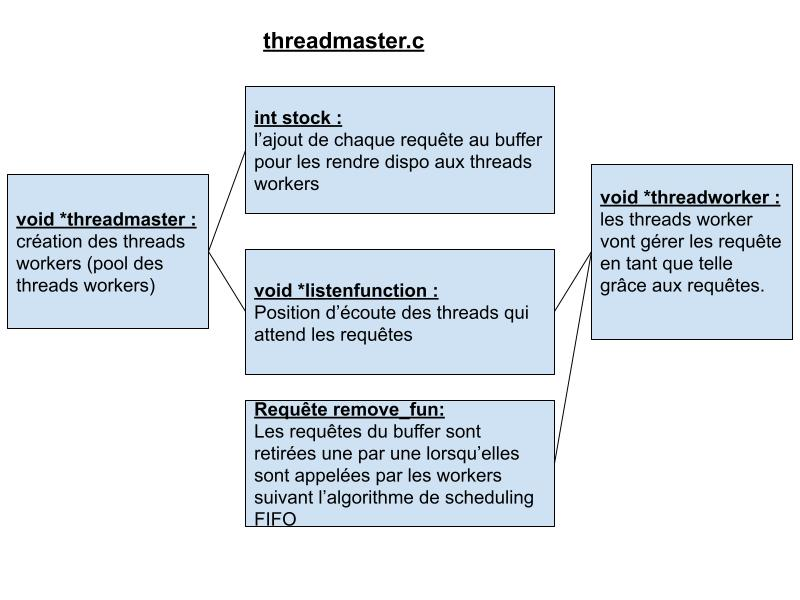 threadmaster.c
void *threadmaster :
création des threads
workers (pool des
threads workers)
int stock :
l’ajout de chaque requête au buffer
pour les rendre dispo aux threads
workers
void *listenfunction :
Position d’écoute des threads qui
attend les requêtes
Requête remove_fun:
Les requêtes du buffer sont
retirées une par une lorsqu’elles
sont appelées par les workers
suivant l’algorithme de scheduling
FIFO
void *threadworker :
les threads worker
vont gérer les requête
en tant que telle
grâce aux requêtes.